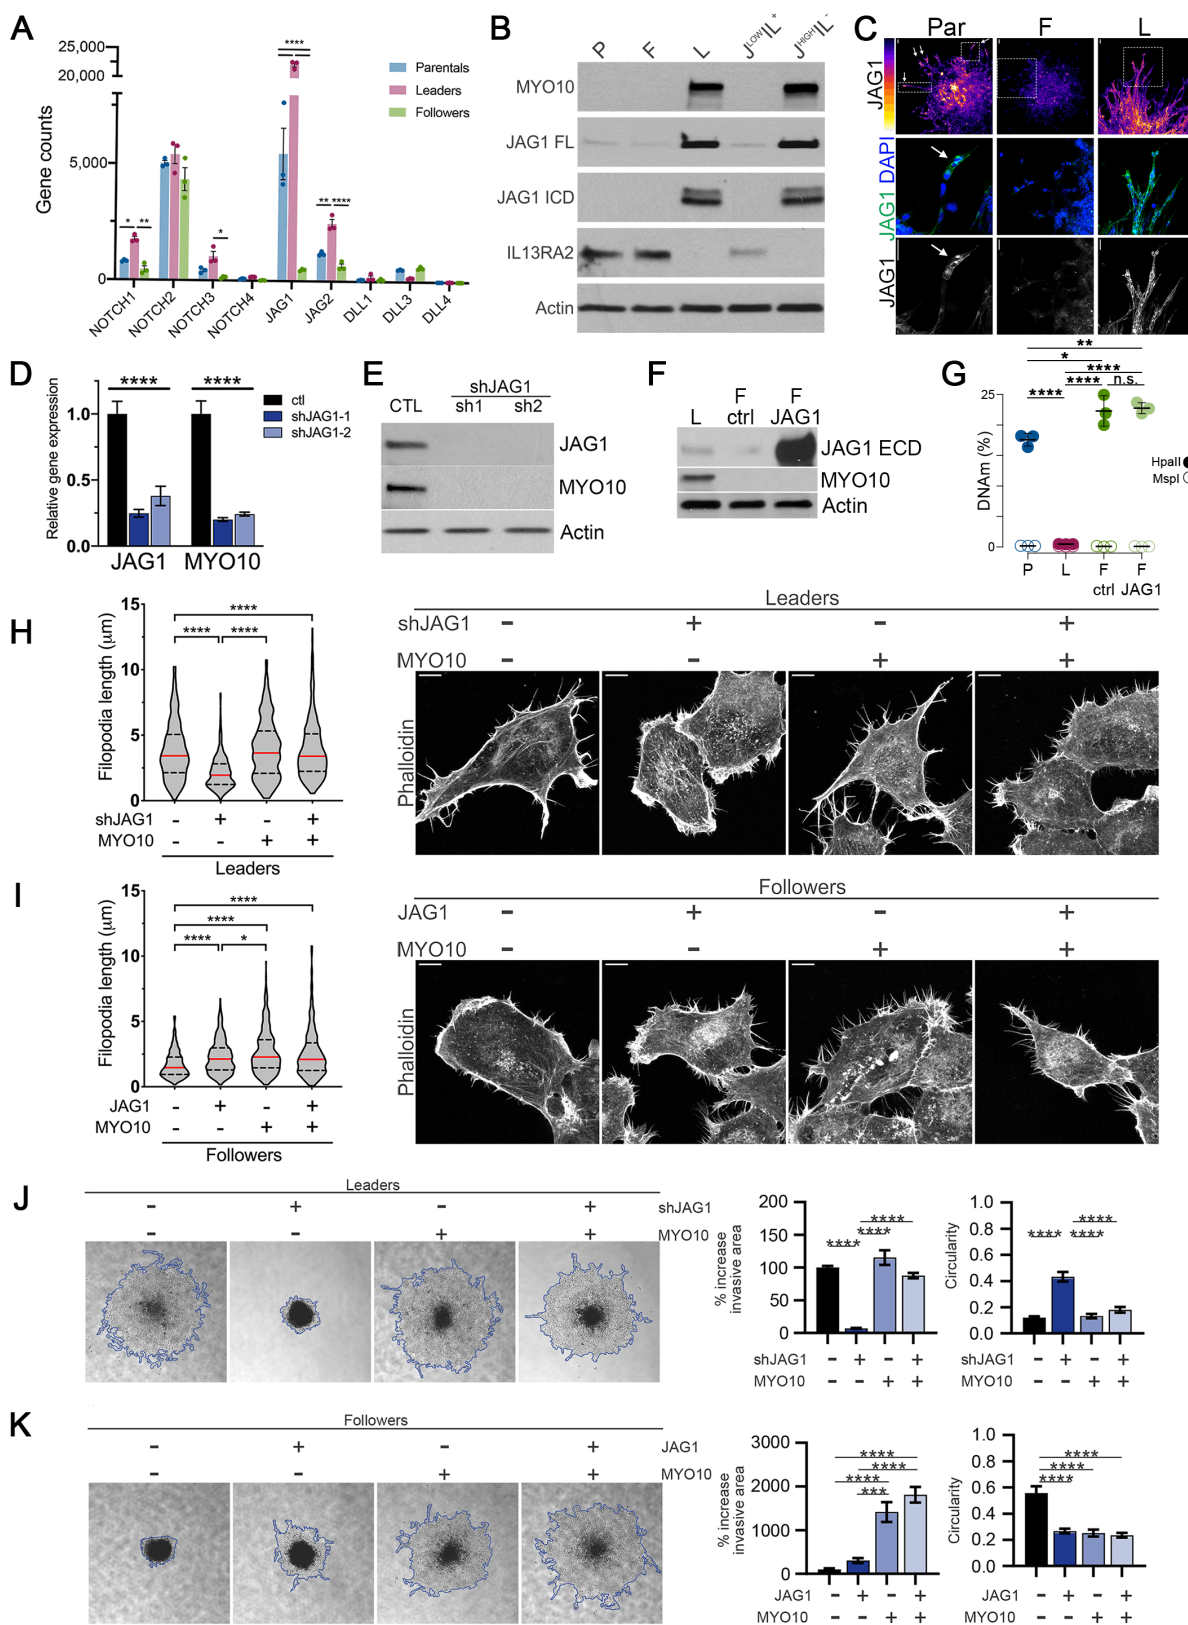 A
25,000
20,000
5,000
0
Gene counts
****
Parentals
Leaders
Followers
* **
*
** ****
NOTCH1 NOTCH2 NOTCH3 NOTCH4 JAG1 JAG2 DLL1 DLL3 DLL4
B
P F L J^LOW IL^+ J^HIGH IL^-
MYO10
JAG1 FL
JAG1 ICD
IL13RA2
Actin
C
Par F L
JAG1
JAG1 DAPI
JAG1
D
**** ****
ctl
shJAG1-1
shJAG1-2
Relative gene expression
1.0
0.5
0.0
JAG1 MYO10
E
shJAG1
CTL sh1 sh2
JAG1
MYO10
Actin
F
L F ctrl F JAG1
JAG1 ECD
MYO10
Actin
G
**
* ****
**** **** n.s.
25
0
DNAm (%)
HpaII
MspI
P L F F
ctrl JAG1
H
15
10
5
0
Filopodia length (μm)
****
**** ****
shJAG1 - + - +
MYO10 - - + +
Leaders
Leaders
shJAG1 - + - +
MYO10 - - + +
Phalloidin
I
15
10
5
0
Filopodia length (μm)
****
****
**** *
JAG1 - + - +
MYO10 - - + +
Followers
Followers
JAG1 - + - +
MYO10 - - + +
Phalloidin
J
Leaders
- + - + shJAG1
- - + + MYO10
200
150
100
50
0
% increase
invasive area
****
**** ****
shJAG1 - + - +
MYO10 - - + +
1.0
0.8
0.6
0.4
0.2
0.0
Circularity
****
**** ****
shJAG1 - + - +
MYO10 - - + +
K
Followers
- + - + JAG1
- - + + MYO10
3000
2000
1000
0
% increase
invasive area
****
****
****
***
JAG1 - + - +
MYO10 - - + +
1.0
0.8
0.6
0.4
0.2
0.0
Circularity
****
****
****
JAG1 - + - +
MYO10 - - + +